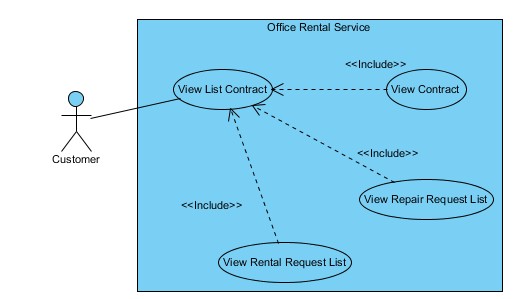 Office Rental Service
<<Include>>
View List Contract
View Contract
Customer
<<Include>>
View Repair Request List
<<Include>>
View Rental Request List